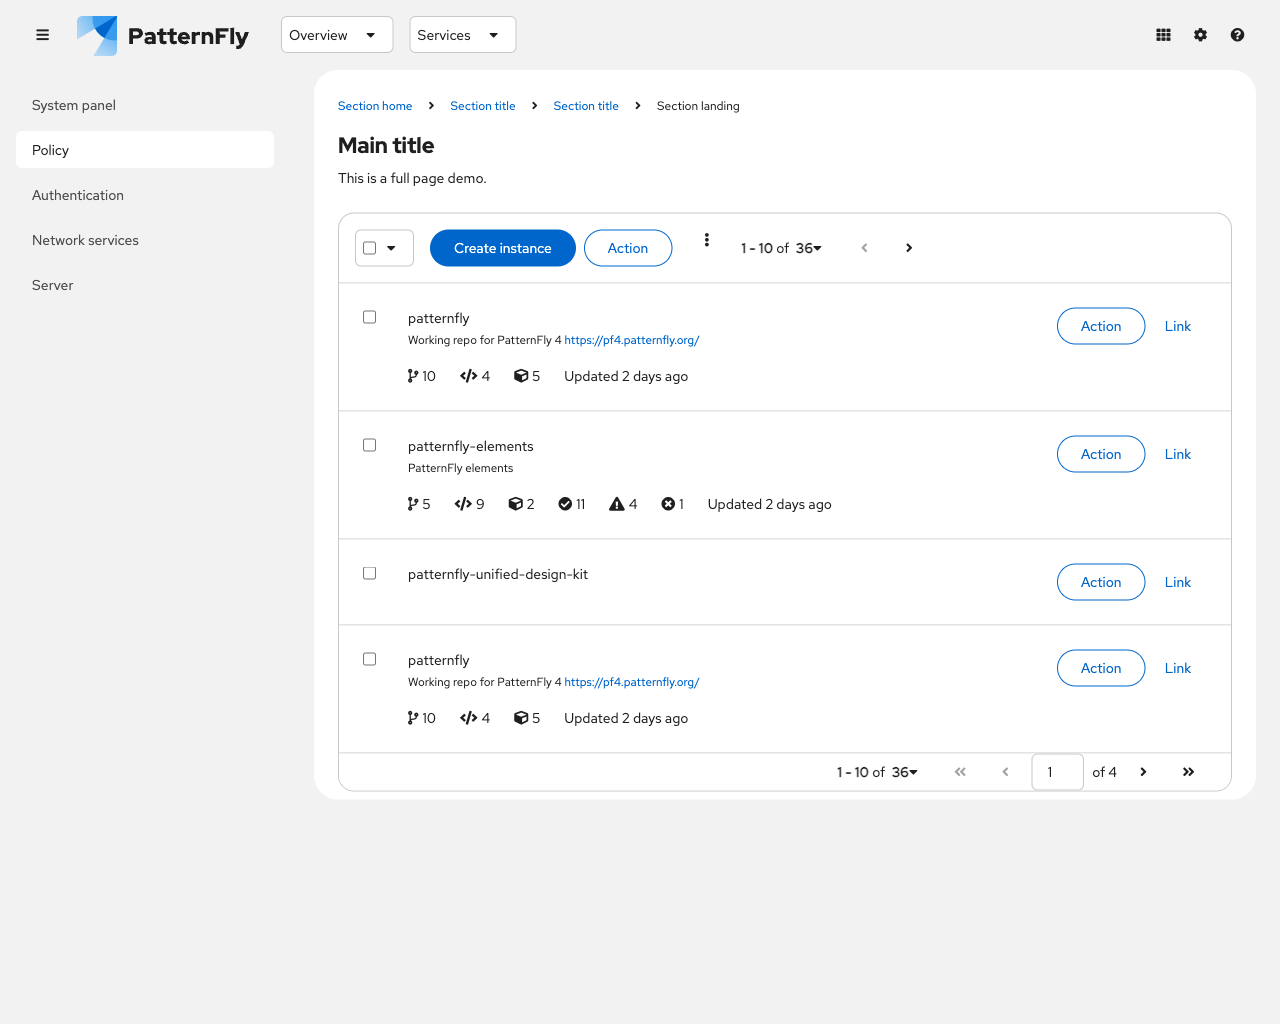 PatternFly
Overview
Services
System panel
Policy
Authentication
Network services
Server
Section home
Section title
Section title
Section landing
Main title
This is a full page demo.
Create instance
Action
1 - 10 of 36
patternfly
Working repo for PatternFly 4 https://pf4.patternfly.org/
10 4 5 Updated 2 days ago
Action
Link
patternfly-elements
PatternFly elements
5 9 2 11 4 1 Updated 2 days ago
Action
Link
patternfly-unified-design-kit
Action
Link
patternfly
Working repo for PatternFly 4 https://pf4.patternfly.org/
10 4 5 Updated 2 days ago
Action
Link
1 - 10 of 36
1 of 4